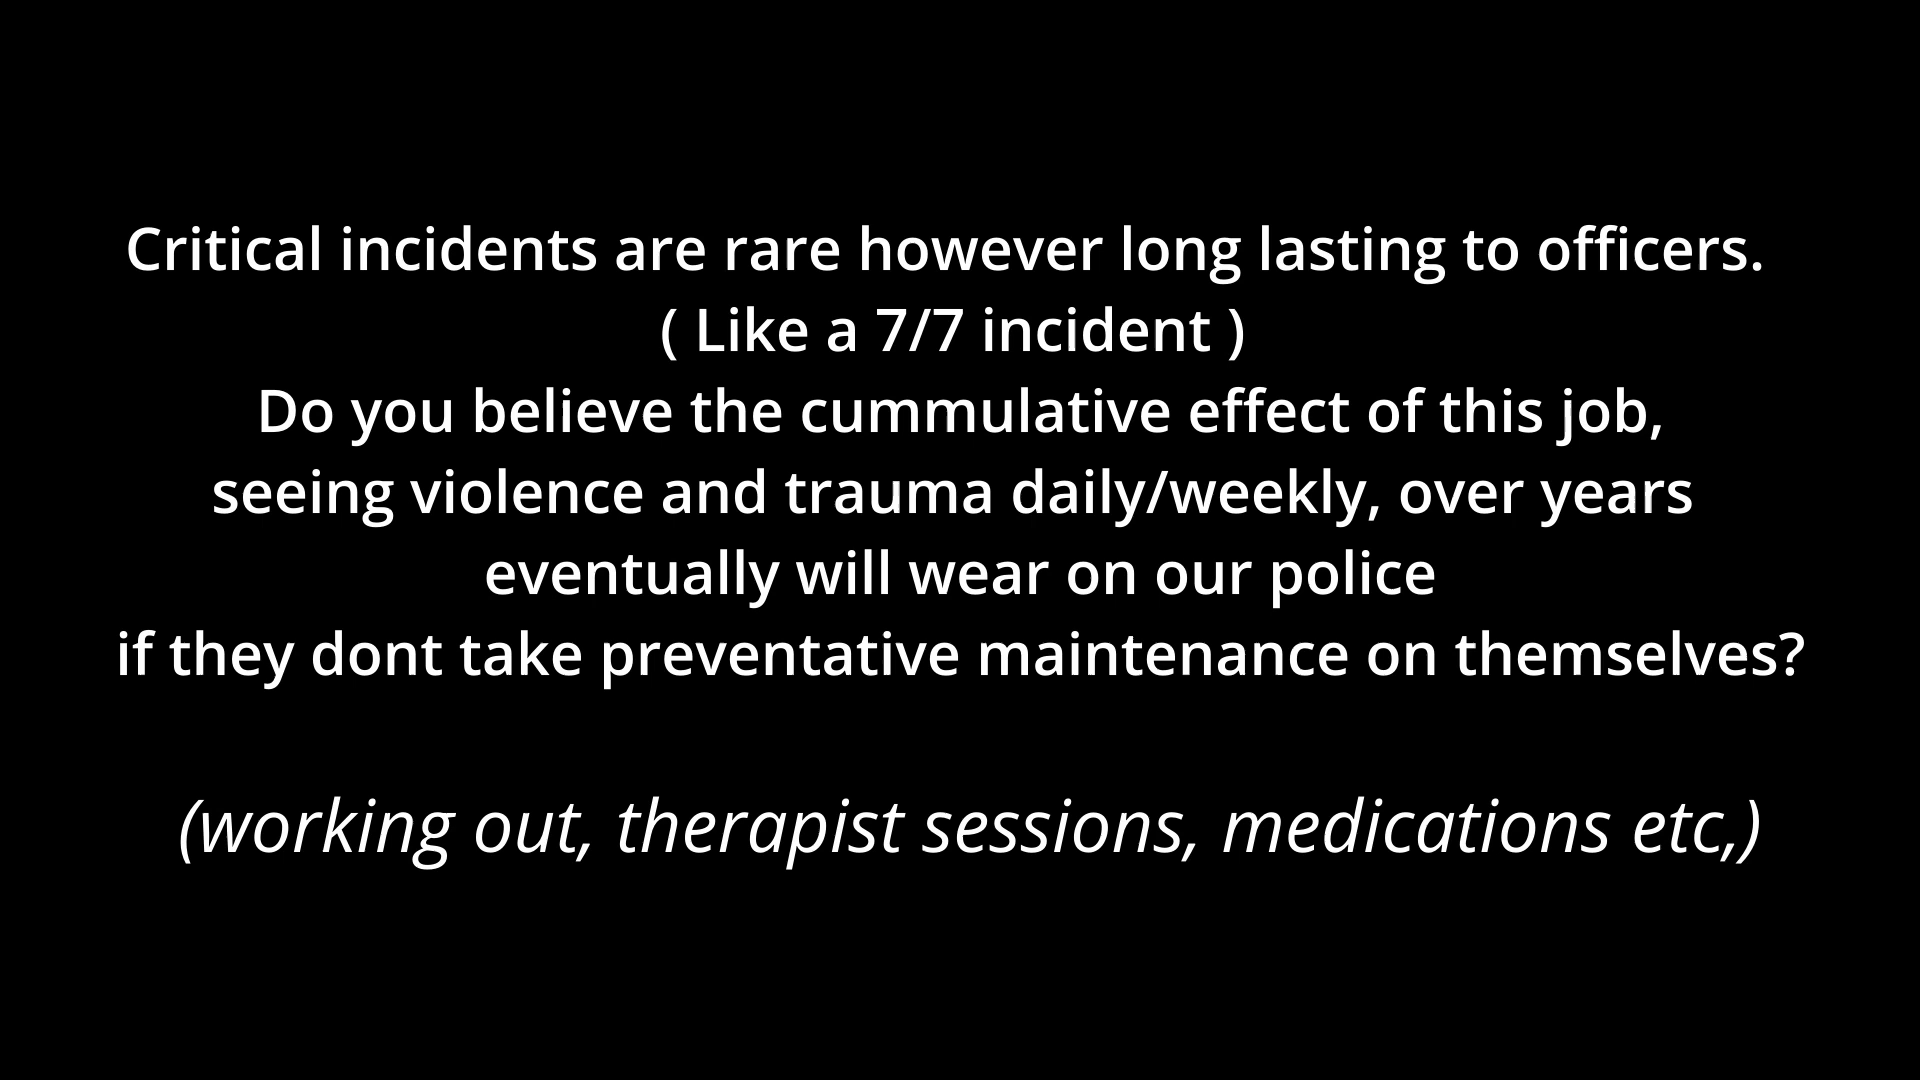 Critical incidents are rare however long lasting to officers.
( Like a 7/7 incident )
Do you believe the cummulative effect of this job,
seeing violence and trauma daily/weekly, over years
eventually will wear on our police
if they dont take preventative maintenance on themselves?
(working out, therapist sessions, medications etc,)